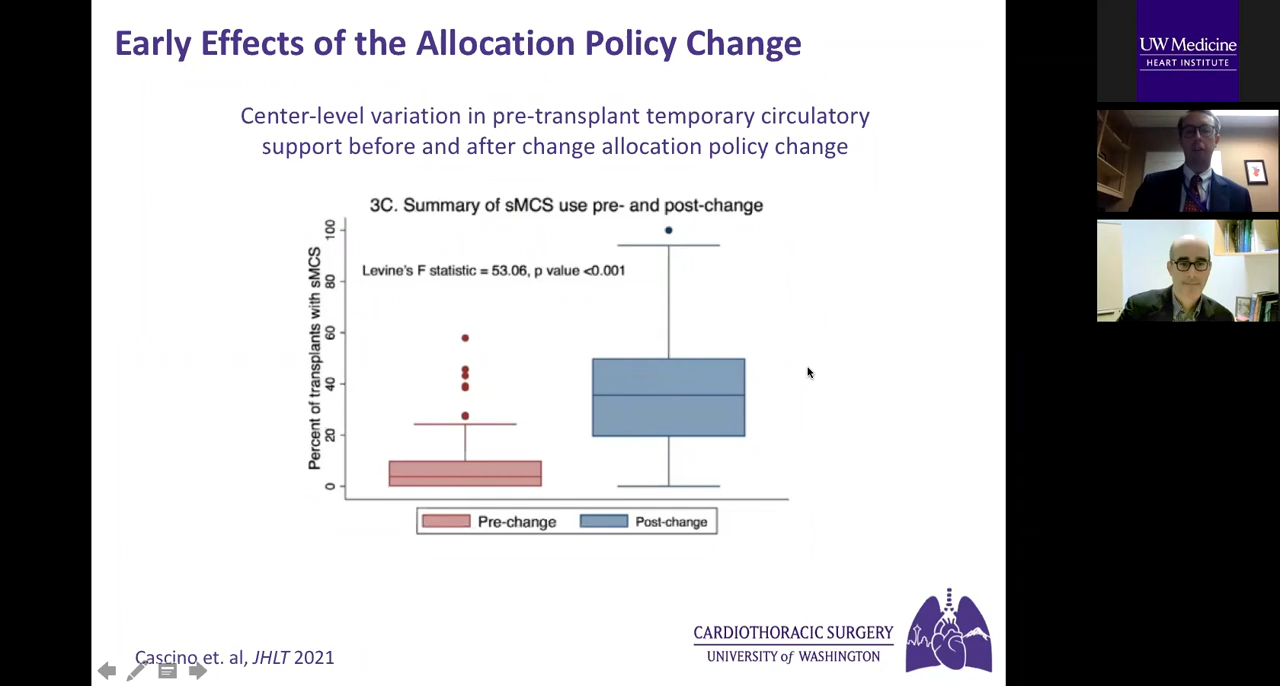 Early Effects of the Allocation Policy Change
Center-level variation in pre-transplant temporary circulatory
support before and after change allocation policy change
3C. Summary of sMCS use pre- and post-change
Levine's F statistic = 53.06, p value <0.001
Percent of transplants with sMCS
100
80
60
40
20
0
Pre-change
Post-change
Cascino et. al, JHLT 2021
CARDIOTHORACIC SURGERY
UNIVERSITY of WASHINGTON
UW Medicine
HEART INSTITUTE